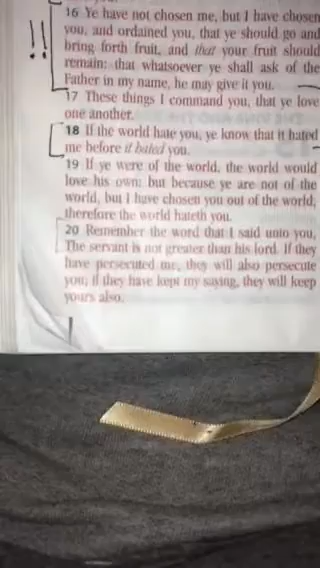 16 Ye have not chosen me, but I have chosen
you, and ordained you, that ye should go and
bring forth fruit, and that your fruit should
remain: that whatsoever ye shall ask of the
Father in my name, he may give it you.
17 These things I command you, that ye love
one another.
18 If the world hate you, ye know that it hated
me before it hated you.
19 If ye were of the world, the world would
love his own: but because ye are not of the
world, but I have chosen you out of the world,
therefore the world hateth you.
20 Remember the word that I said unto you,
The servant is not greater than his lord. If they
have persecuted me, they will also persecute
you; if they have kept my saying, they will keep
yours also.
!!